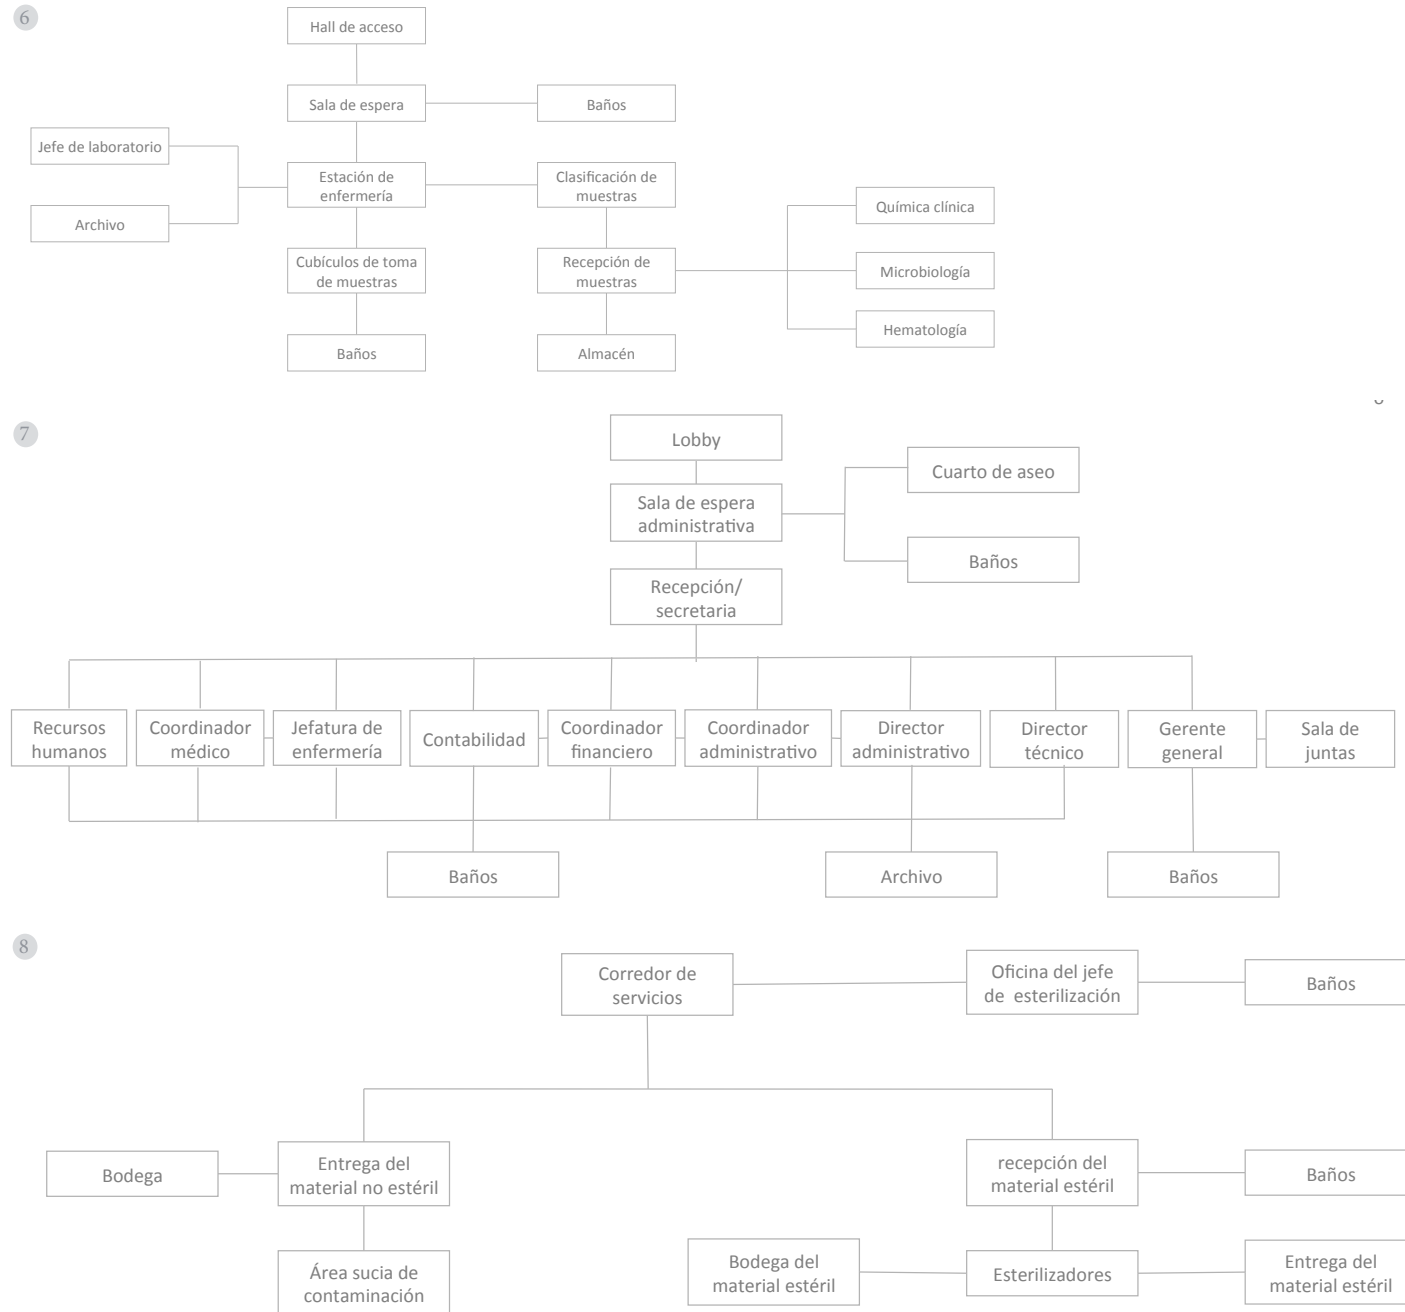 6
Hall de acceso
Sala de espera
Baños
Jefe de laboratorio
Archivo
Estación de
enfermería
Clasificación de
muestras
Química clínica
Cubículos de toma
de muestras
Recepción de
muestras
Microbiología
Hematología
Baños
Almacén
7
Lobby
Sala de espera
administrativa
Cuarto de aseo
Baños
Recepción/
secretaria
Recursos
humanos
Coordinador
médico
Jefatura de
enfermería
Contabilidad
Coordinador
financiero
Coordinador
administrativo
Director
administrativo
Director
técnico
Gerente
general
Sala de
juntas
Baños
Archivo
Baños
8
Corredor de
servicios
Oficina del jefe
de esterilización
Baños
Bodega
Entrega del
material no estéril
recepción del
material estéril
Baños
Área sucia de
contaminación
Bodega del
material estéril
Esterilizadores
Entrega del
material estéril